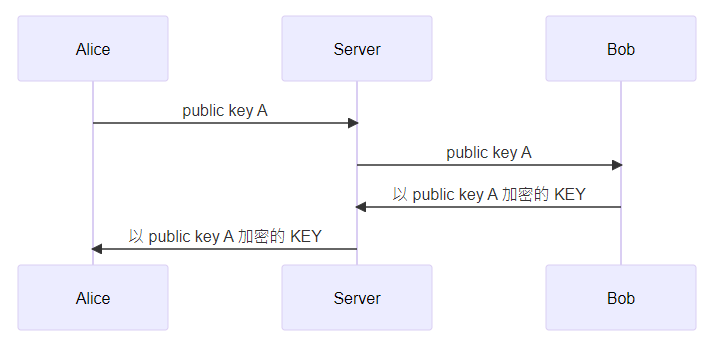 Alice
Server
Bob
public key A
public key A
以 public key A 加密的 KEY
以 public key A 加密的 KEY
Alice
Server
Bob